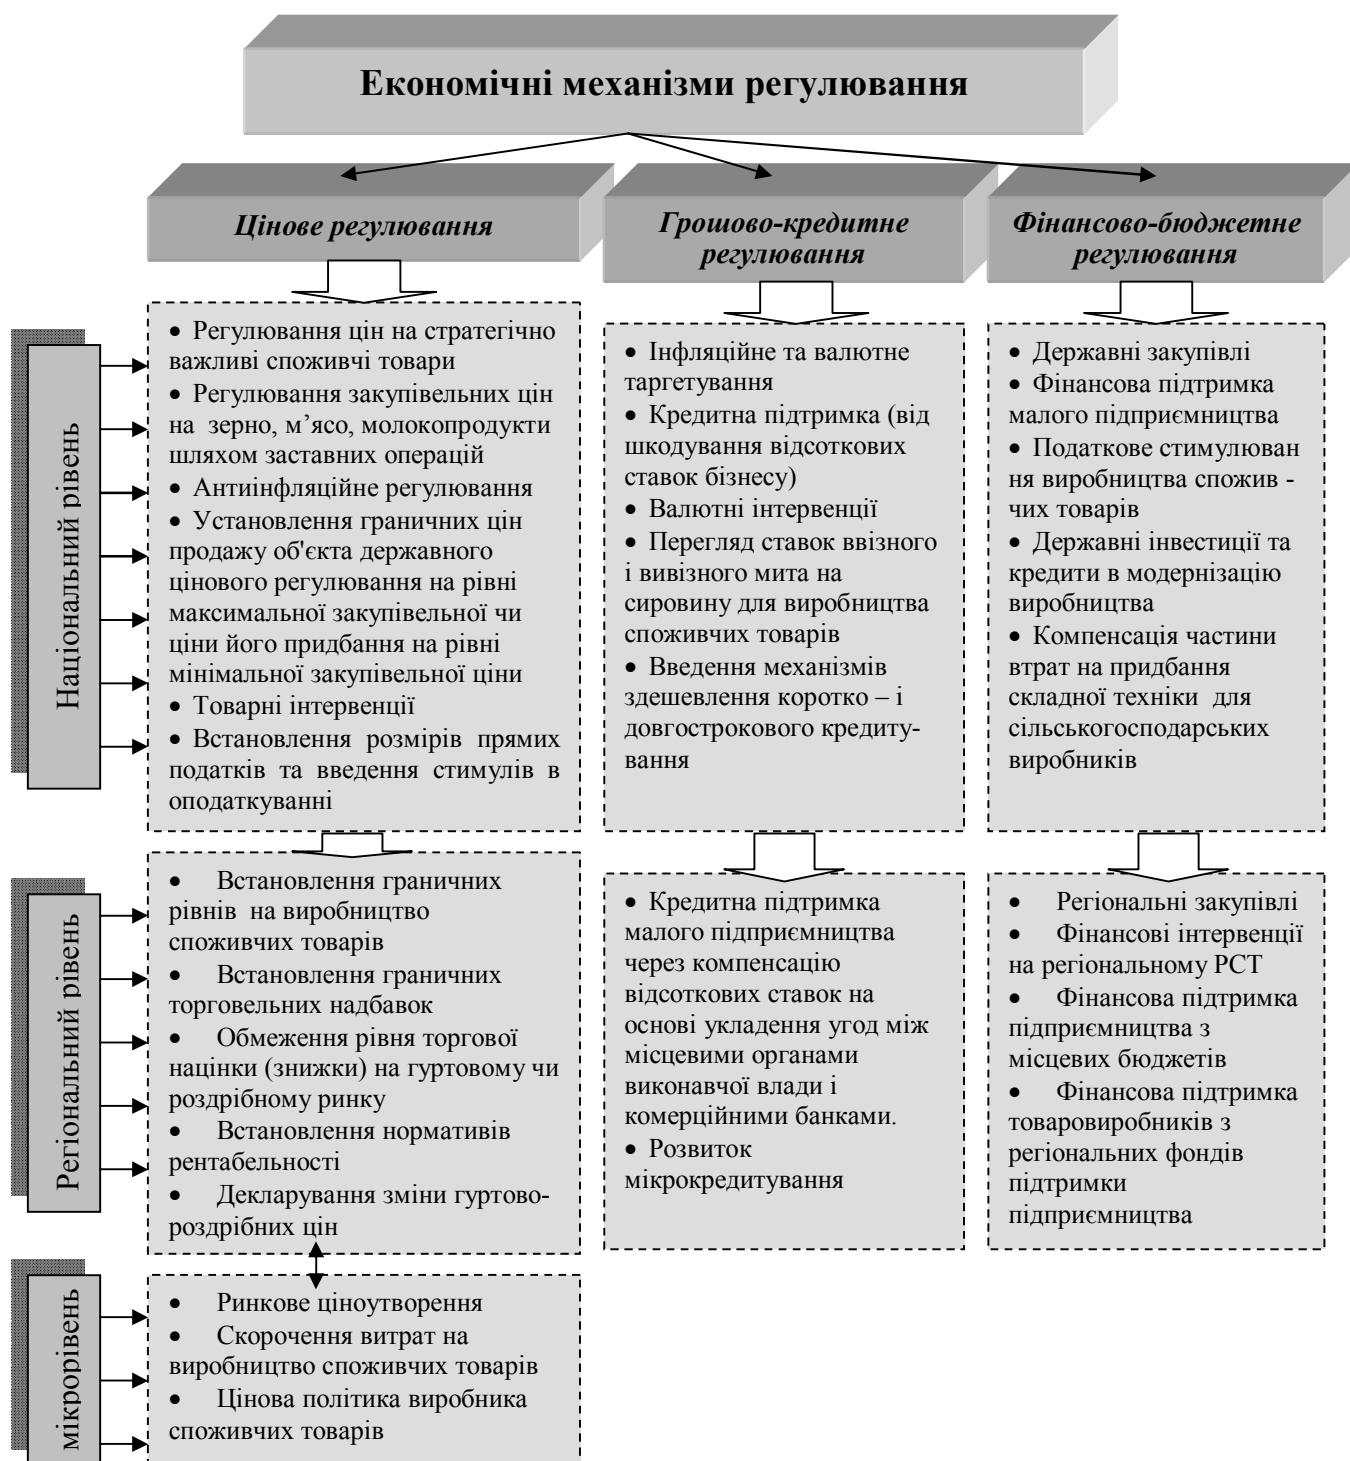 Економічні механізми регулювання
Цінове регулювання
Грошово-кредитне
регулювання
Фінансово-бюджетне
регулювання
Національний рівень
• Регулювання цін на стратегічно
важливі споживчі товари
• Регулювання закупівельних цін
на зерно, м’ясо, молокопродукти
шляхом заставних операцій
• Антиінфляційне регулювання
• Установлення граничних цін
продажу об'єкта державного
цінового регулювання на рівні
максимальної закупівельної чи
ціни його придбання на рівні
мінімальної закупівельної ціни
• Товарні інтервенції
• Встановлення розмірів прямих
податків та введення стимулів в
оподаткуванні
• Інфляційне та валютне
таргетування
• Кредитна підтримка (від
шкодування відсоткових
ставок бізнесу)
• Валютні інтервенції
• Перегляд ставок ввізного
і вивізного мита на
сировину для виробництва
споживчих товарів
• Введення механізмів
здешевлення коротко – і
довгострокового кредиту-
вання
• Державні закупівлі
• Фінансова підтримка
малого підприємництва
• Податкове стимулюван
ня виробництва спожив -
чих товарів
• Державні інвестиції та
кредити в модернізацію
виробництва
• Компенсація частини
втрат на придбання
складної техніки для
сільськогосподарських
виробників
Регіональний рівень
• Встановлення граничних
рівнів на виробництво
споживчих товарів
• Встановлення граничних
торговельних надбавок
• Обмеження рівня торгової
націнки (знижки) на гуртовому чи
роздрібному ринку
• Встановлення нормативів
рентабельності
• Декларування зміни гуртово-
роздрібних цін
• Кредитна підтримка
малого підприємництва
через компенсацію
відсоткових ставок на
основі укладення угод між
місцевими органами
виконавчої влади і
комерційними банками.
• Розвиток
мікрокредитування
• Регіональні закупівлі
• Фінансові інтервенції
на регіональному РСТ
• Фінансова підтримка
підприємництва з
місцевих бюджетів
• Фінансова підтримка
товаровиробників з
регіональних фондів
підтримки
підприємництва
мікрорівень
• Ринкове ціноутворення
• Скорочення витрат на
виробництво споживчих товарів
• Цінова політика виробника
споживчих товарів